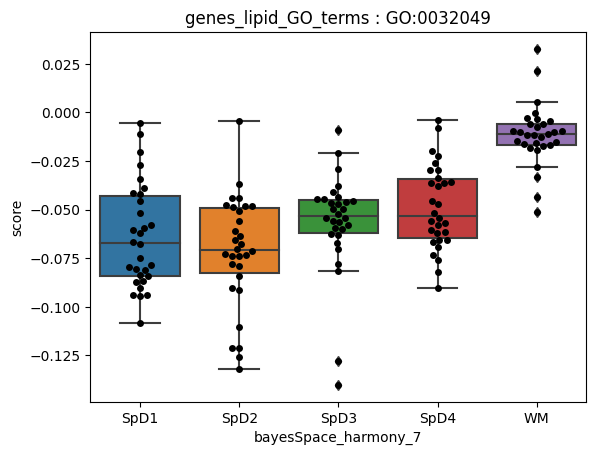 genes_lipid_GO_terms : GO:0032049
0.025
0.000
−0.025
−0.050
−0.075
−0.100
−0.125
score
SpD1 SpD2 SpD3 SpD4 WM
bayesSpace_harmony_7